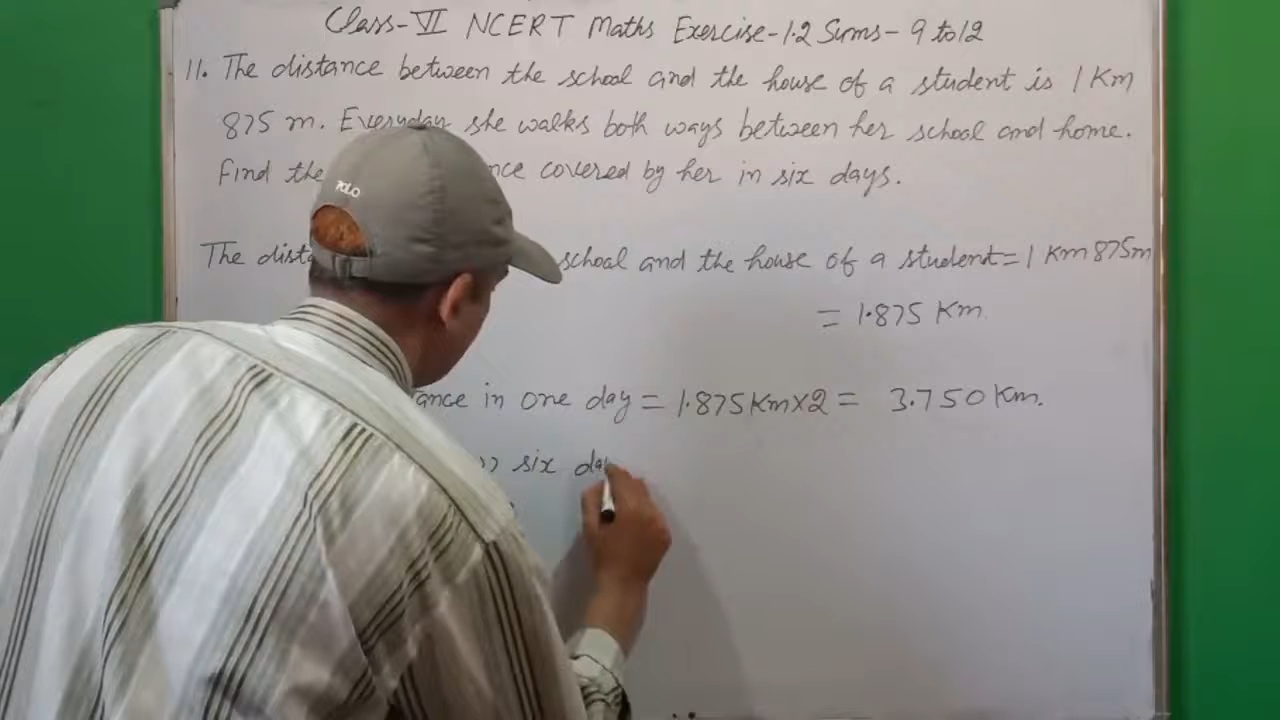 Class-VI NCERT Maths Exercise-1.2 Sums-9 to 12
11. The distance between the school and the house of a student is 1 Km
875 m. Everyday she walks both ways between her school and home.
Find the covered by her in six days.
The school and the house of a student = 1 Km 875m
= 1.875 Km
in one day = 1.875 Km X 2 = 3.750 Km.
" six
POLO